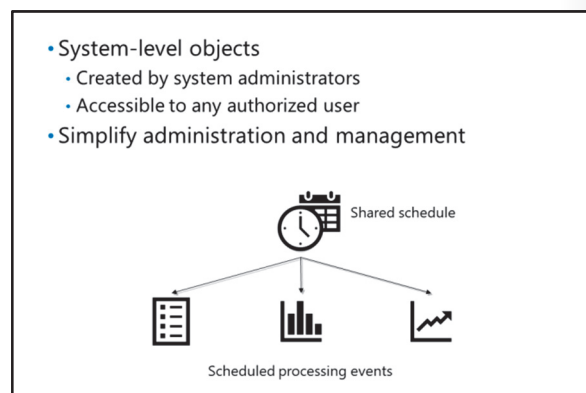 • System-level objects
• Created by system administrators
• Accessible to any authorized user
• Simplify administration and management
Shared schedule
Scheduled processing events